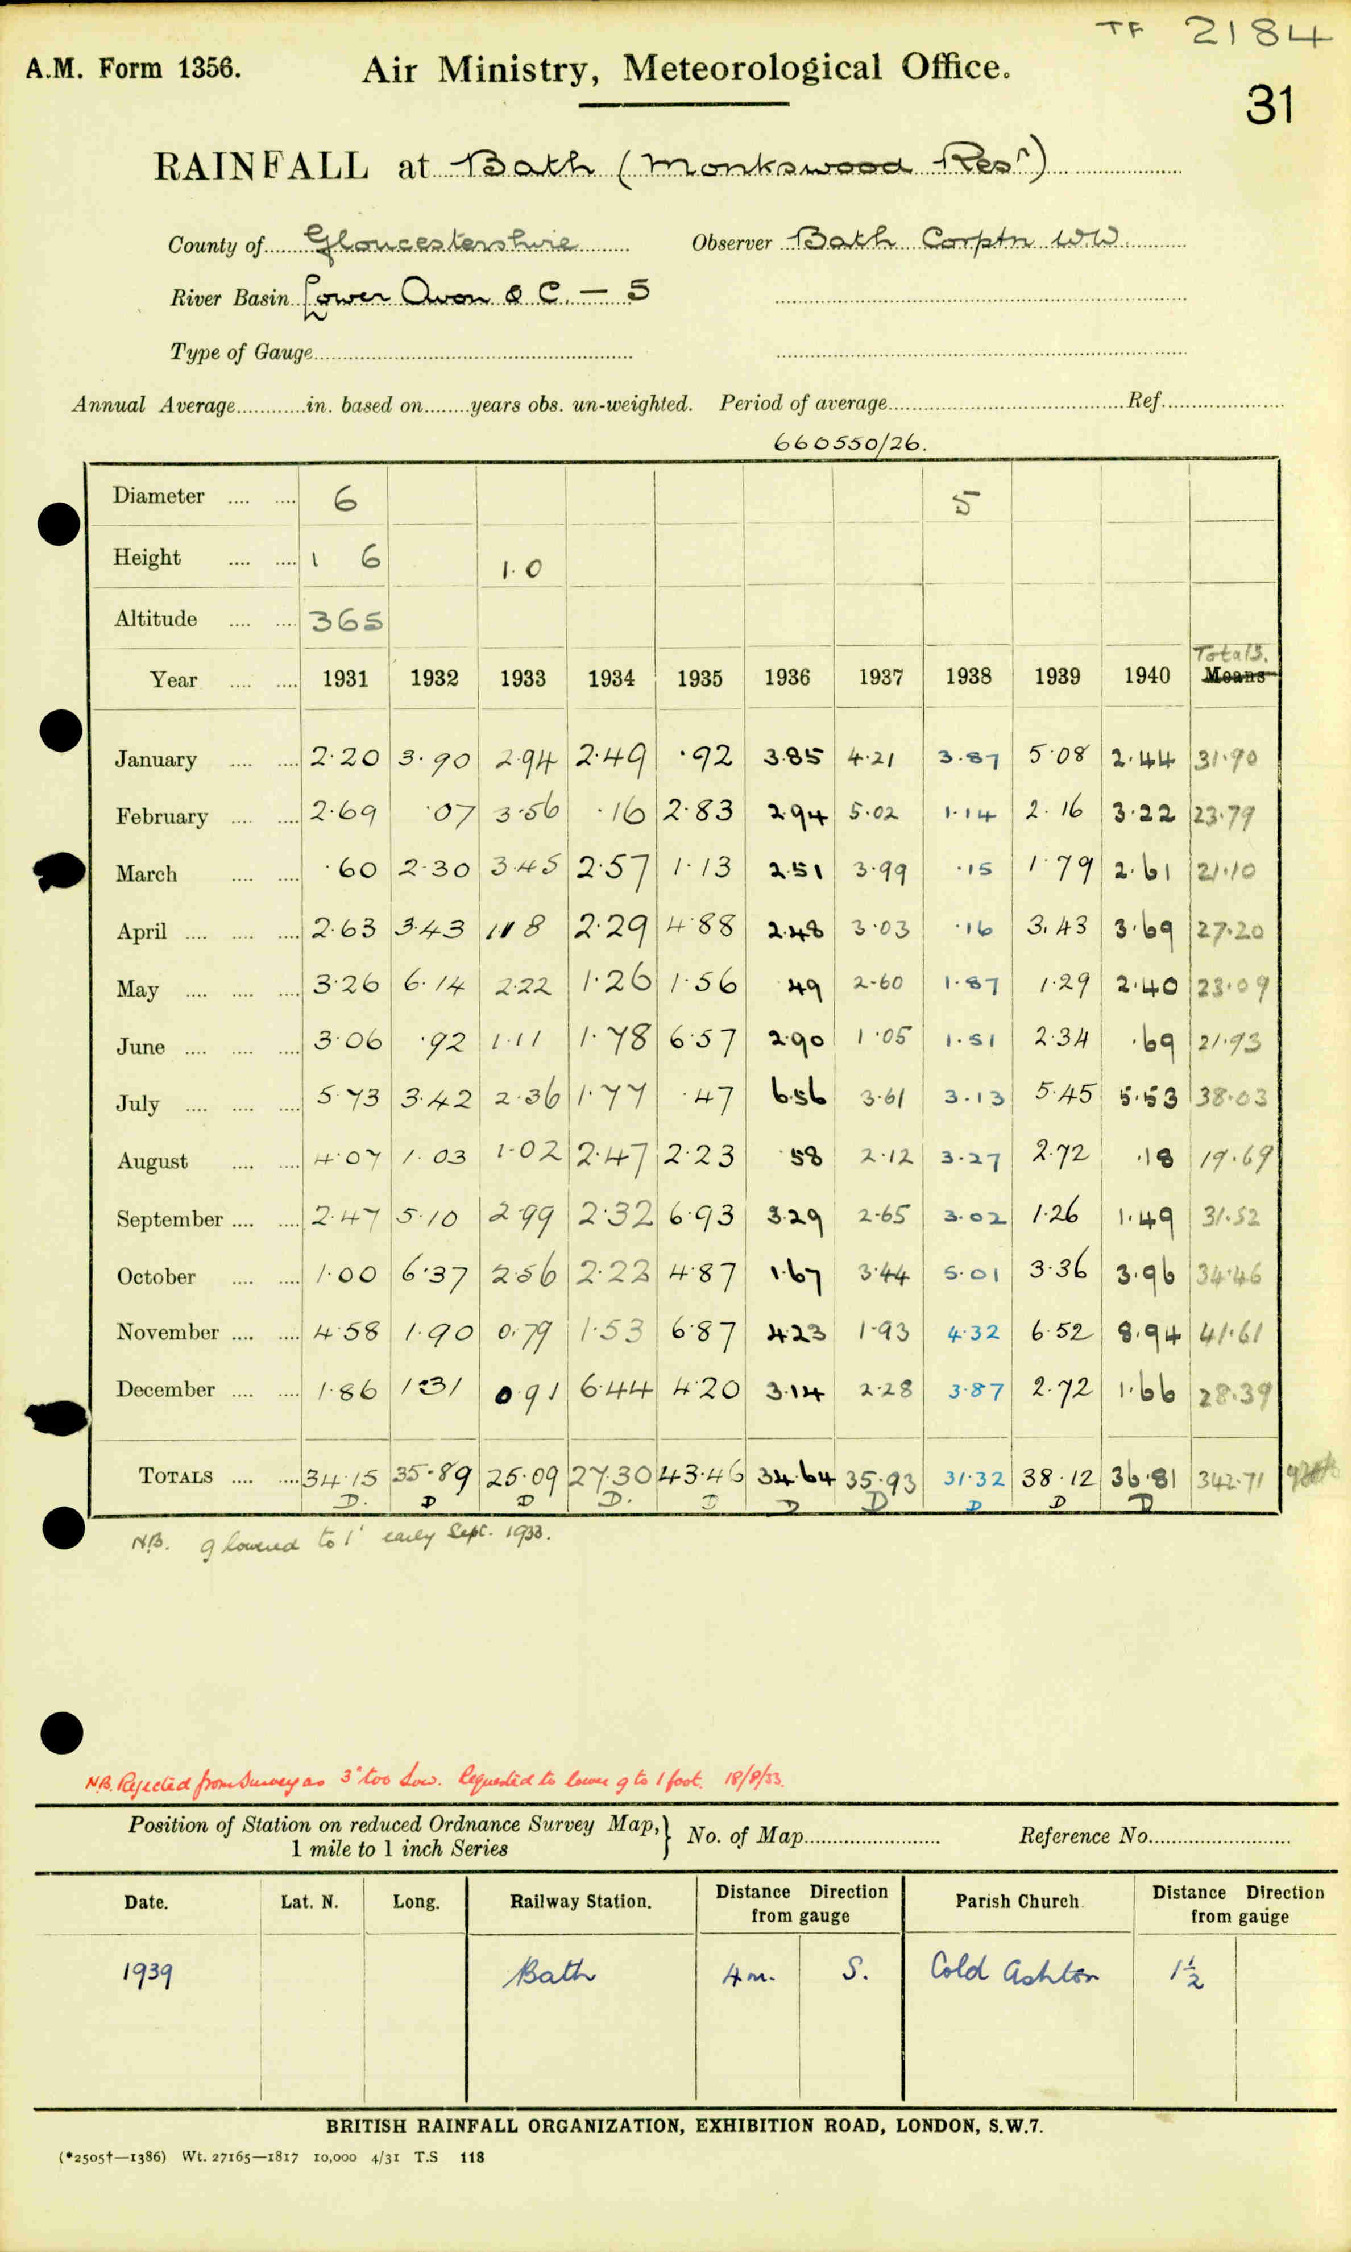 TF 2184
A.M. Form 1356. Air Ministry, Meteorological Office.
31
RAINFALL at Bath (Monkswood Resr)
County of Gloucestershire Observer Bath Corptn W.W.
River Basin Lower Avon & C. — 5
Type of Gauge
Annual Average in. based on years obs. un-weighted. Period of average Ref.
660550/26.
Diameter 6 5
Height 1 6 1.0
Altitude 365
Totals.
Year 1931 1932 1933 1934 1935 1936 1937 1938 1939 1940 Means
January 2.20 3.90 2.94 2.49 .92 3.85 4.21 3.87 5.08 2.44 31.90
February 2.69 .07 3.56 .16 2.83 2.94 5.02 1.14 2.16 3.22 23.79
March .60 2.30 3.45 2.57 1.13 2.51 3.99 .15 1.79 2.61 21.10
April 2.63 3.43 1.18 2.29 4.88 2.48 3.03 .16 3.43 3.69 27.20
May 3.26 6.14 2.22 1.26 1.56 .49 2.60 1.87 1.29 2.40 23.09
June 3.06 .92 1.11 1.78 6.57 2.90 1.05 1.51 2.34 .69 21.93
July 5.73 3.42 2.36 1.77 .47 6.56 3.61 3.13 5.45 5.53 38.03
August 4.07 1.03 1.02 2.47 2.23 .58 2.12 3.27 2.72 .18 19.69
September 2.47 5.10 2.99 2.32 6.93 3.29 2.65 3.02 1.26 1.49 31.52
October 1.00 6.37 2.56 2.22 4.87 1.67 3.44 5.01 3.36 3.96 34.46
November 4.58 1.90 0.79 1.53 6.87 4.23 1.93 4.32 6.52 8.94 41.61
December 1.86 1.31 0.91 6.44 4.20 3.14 2.28 3.87 2.72 1.66 28.39
TOTALS 34.15 35.89 25.09 27.30 43.46 34.64 35.93 31.32 38.12 36.81 342.71
D. D D D. D D D D D D
N.B. g lowered to 1' early Sept. 1933.
N.B. Rejected from Survey as 3" too low. Requested to lower g to 1 foot. 18/8/33.
Position of Station on reduced Ordnance Survey Map, 1 mile to 1 inch Series } No. of Map Reference No.
Date. Lat. N. Long. Railway Station. Distance Direction from gauge Parish Church Distance Direction from gauge
1939 Bath 4 m. S. Cold Ashton 1½
BRITISH RAINFALL ORGANIZATION, EXHIBITION ROAD, LONDON, S.W.7.
(*2505†—1386) Wt. 27165—1817 10,000 4/31 T.S 118